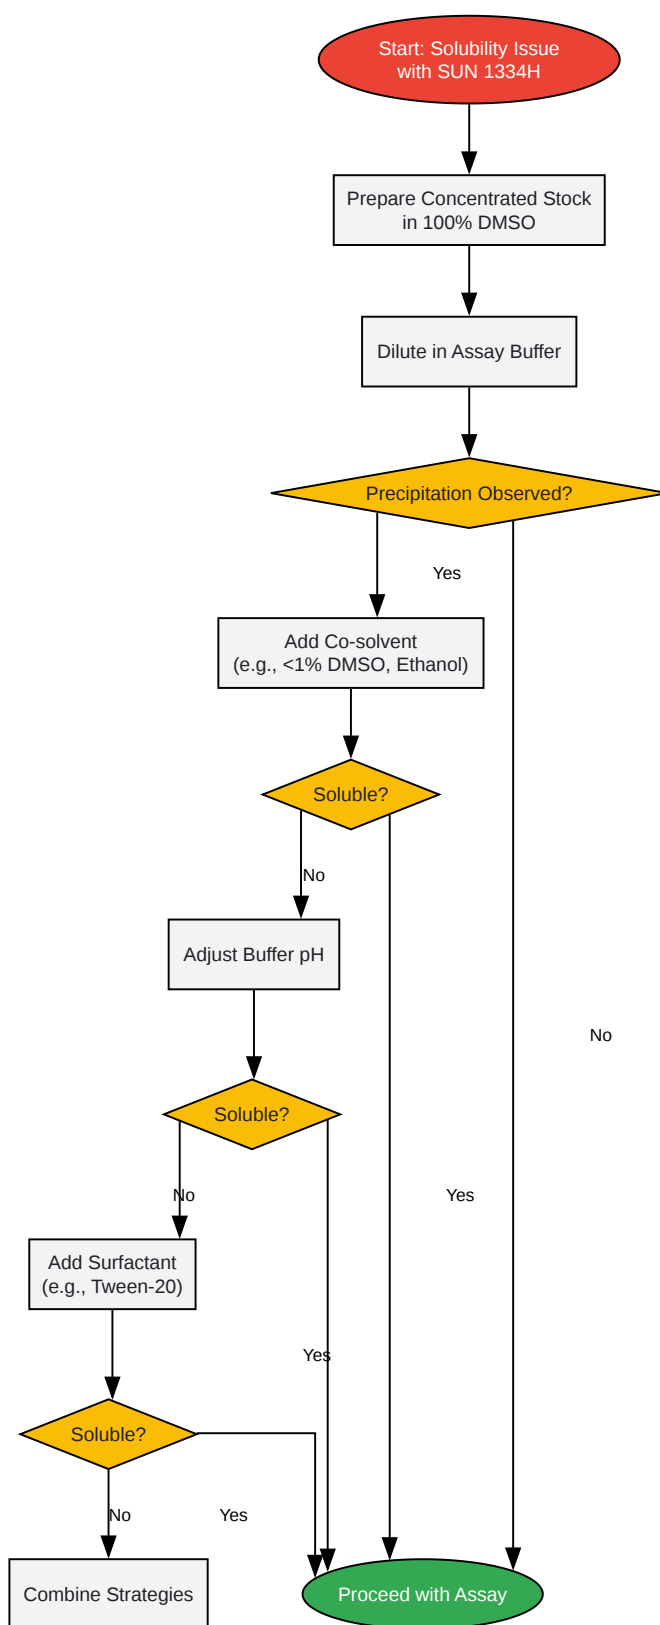 Start: Solubility Issue
with SUN 1334H
Prepare Concentrated Stock
in 100% DMSO
Dilute in Assay Buffer
Precipitation Observed?
Yes
Add Co-solvent
(e.g., <1% DMSO, Ethanol)
Soluble?
No
Adjust Buffer pH
No
Soluble?
No
Yes
Add Surfactant
(e.g., Tween-20)
Yes
Soluble?
No
Yes
Combine Strategies
Proceed with Assay